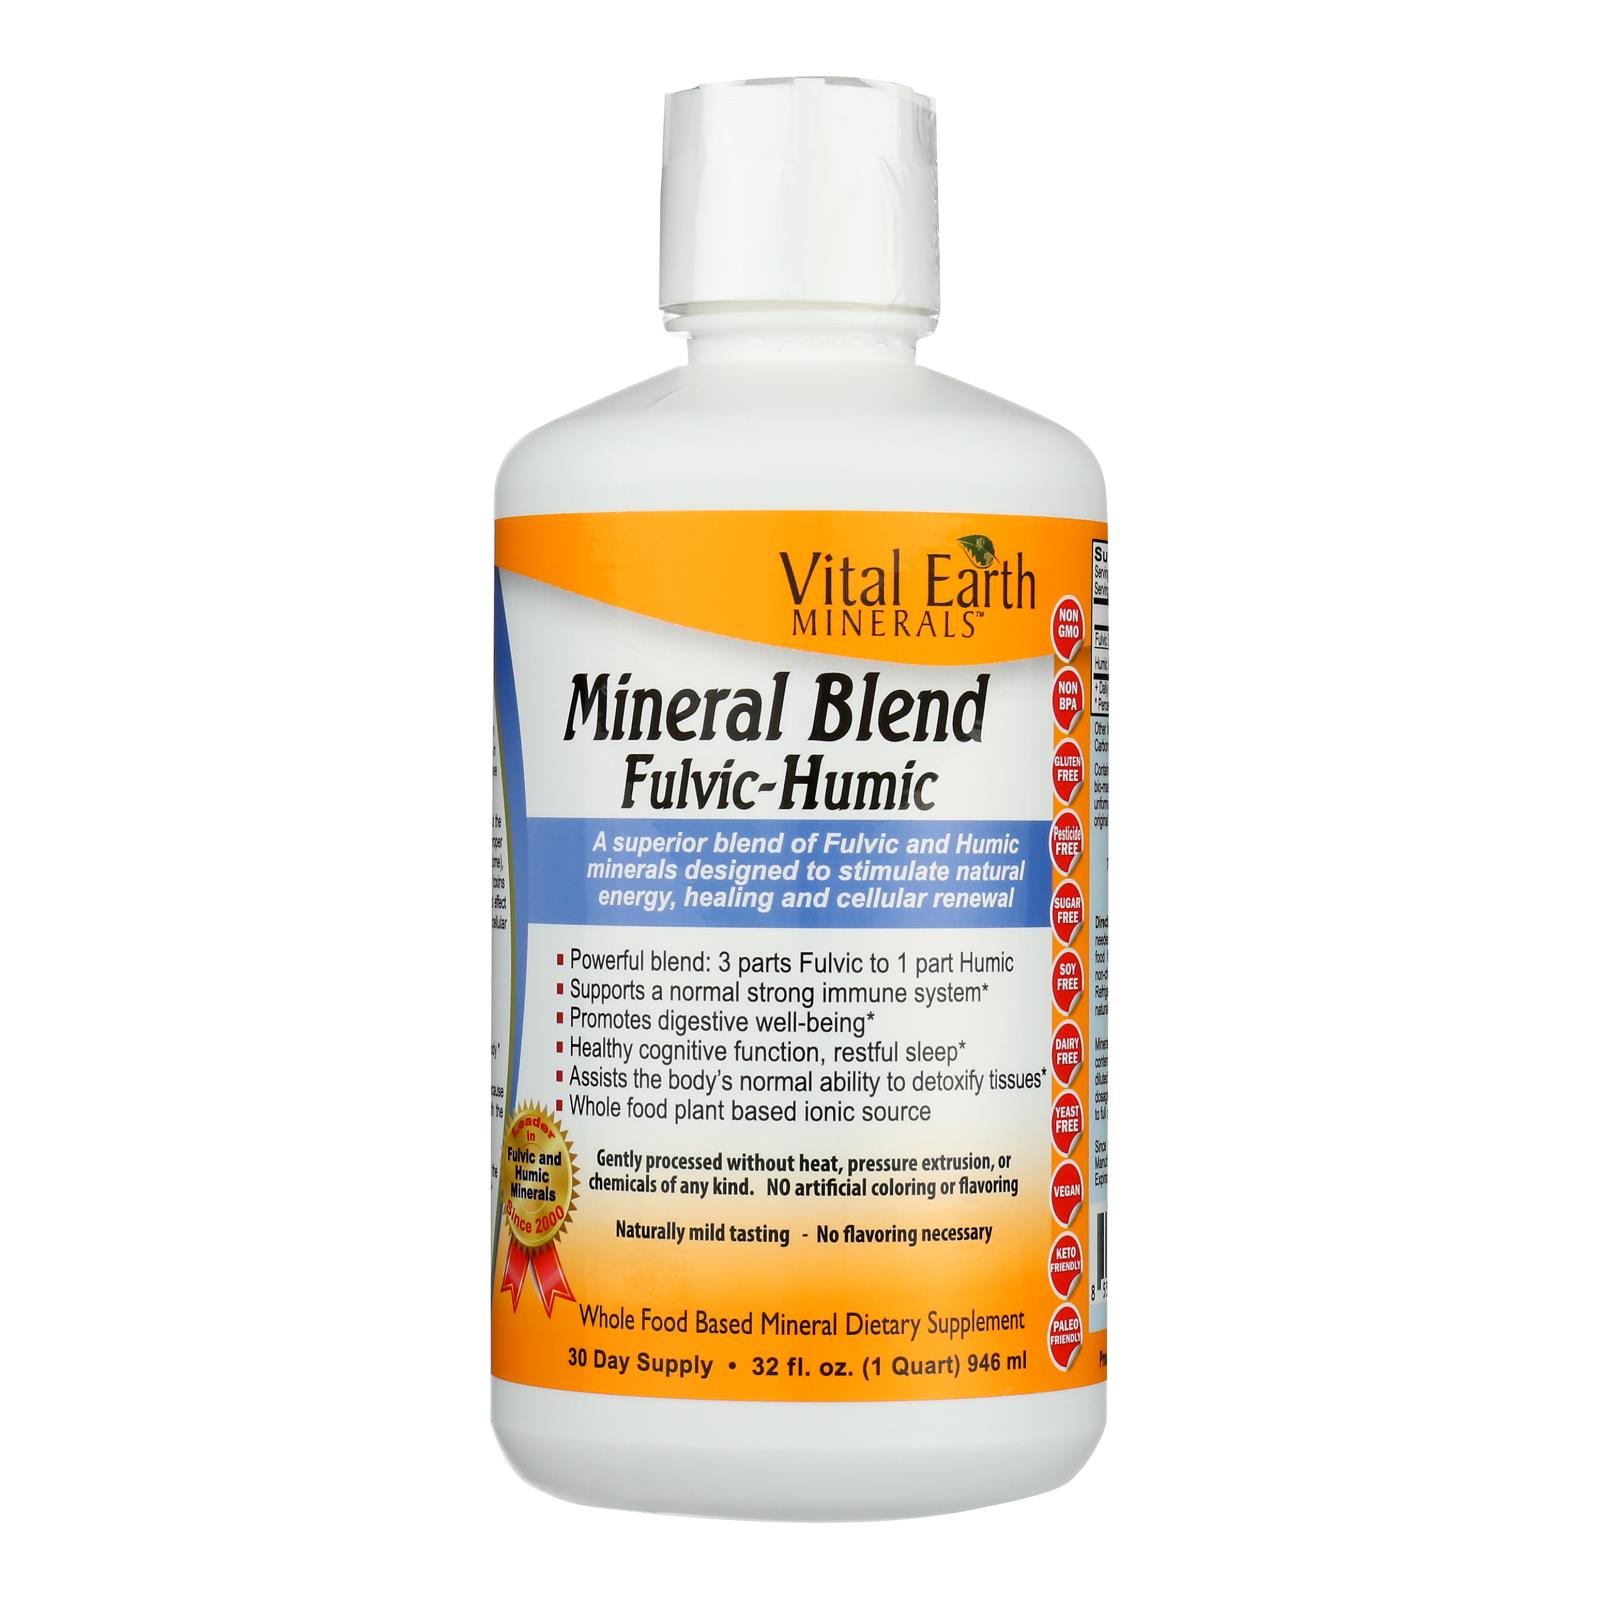 Vital Earth
MINERALS™
Mineral Blend
Fulvic-Humic
A superior blend of Fulvic and Humic
minerals designed to stimulate natural
energy, healing and cellular renewal
Powerful blend: 3 parts Fulvic to 1 part Humic
Supports a normal strong immune system*
Promotes digestive well-being*
Healthy cognitive function, restful sleep*
Assists the body's normal ability to detoxify tissues*
Whole food plant based ionic source
Leader
in
Fulvic and
Humic
Minerals
Since 2000
Gently processed without heat, pressure extrusion, or
chemicals of any kind. NO artificial coloring or flavoring
Naturally mild tasting - No flavoring necessary
Whole Food Based Mineral Dietary Supplement
30 Day Supply • 32 fl. oz. (1 Quart) 946 ml
NON
GMO
NON
BPA
GLUTEN
FREE
Pesticide
FREE
SUGAR
FREE
SOY
FREE
DAIRY
FREE
YEAST
FREE
VEGAN
KETO
FRIENDLY
PALEO
FRIENDLY